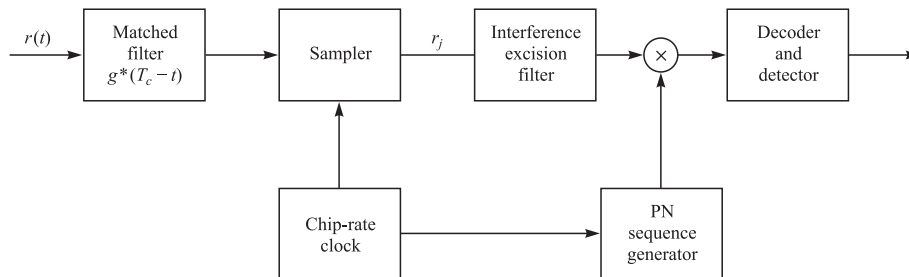 r(t)
Matched
filter
g*(T_c − t)
Sampler
r_j
Interference
excision
filter
×
Decoder
and
detector
Chip-rate
clock
PN
sequence
generator